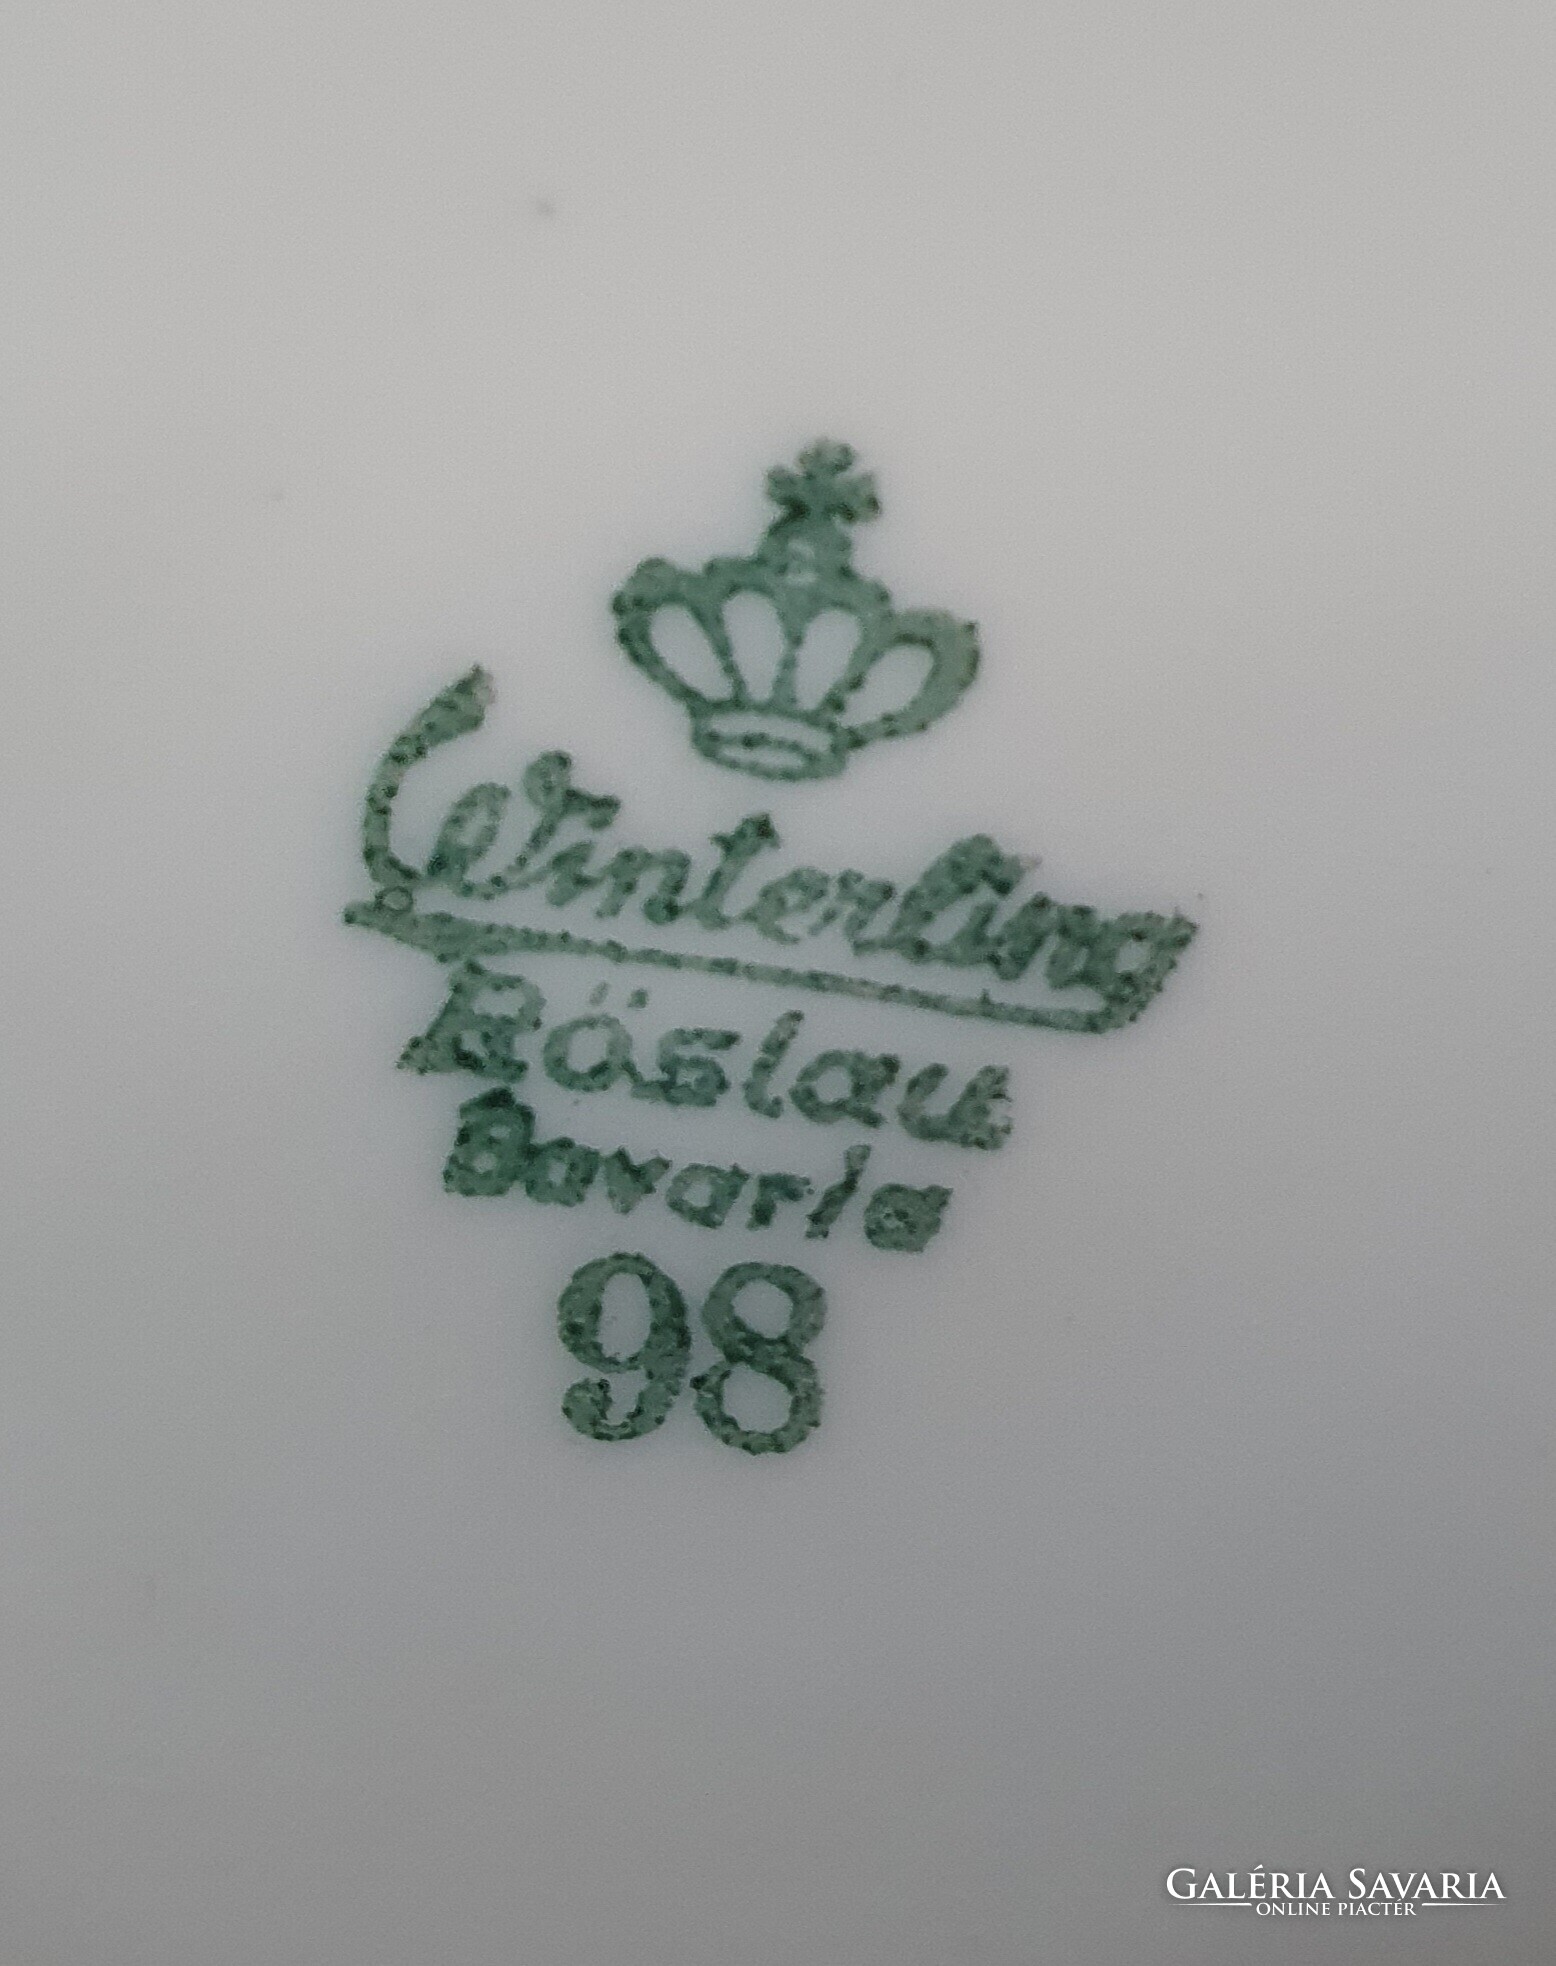 Winterling
Röslau
Bavaria
98
GALÉRIA SAVARIA
ONLINE PIACTÉR